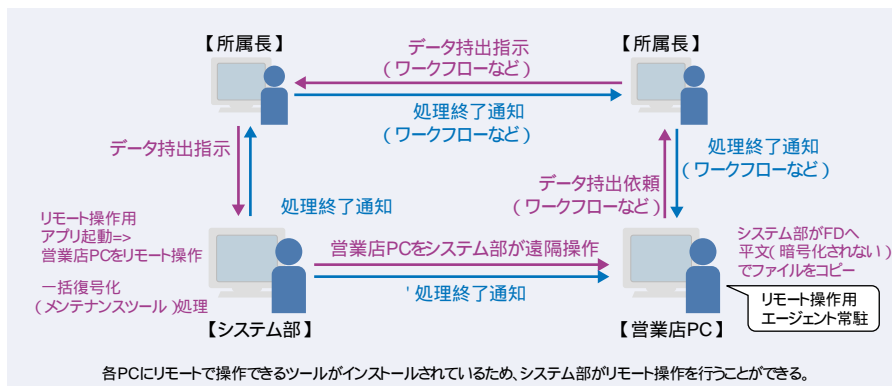 【所属長】
データ持出指示
（ワークフローなど）
【所属長】
処理終了通知
（ワークフローなど）
データ持出指示
処理終了通知
（ワークフローなど）
データ持出依頼
（ワークフローなど）
処理終了通知
リモート操作用
アプリ起動=>
営業店PCをリモート操作
一括復号化
（メンテナンスツール）処理
営業店PCをシステム部が遠隔操作
'処理終了通知
システム部がFDへ
平文（暗号化されない）
でファイルをコピー
リモート操作用
エージェント常駐
【システム部】
【営業店PC】
各PCにリモートで操作できるツールがインストールされているため、システム部がリモート操作を行うことができる。